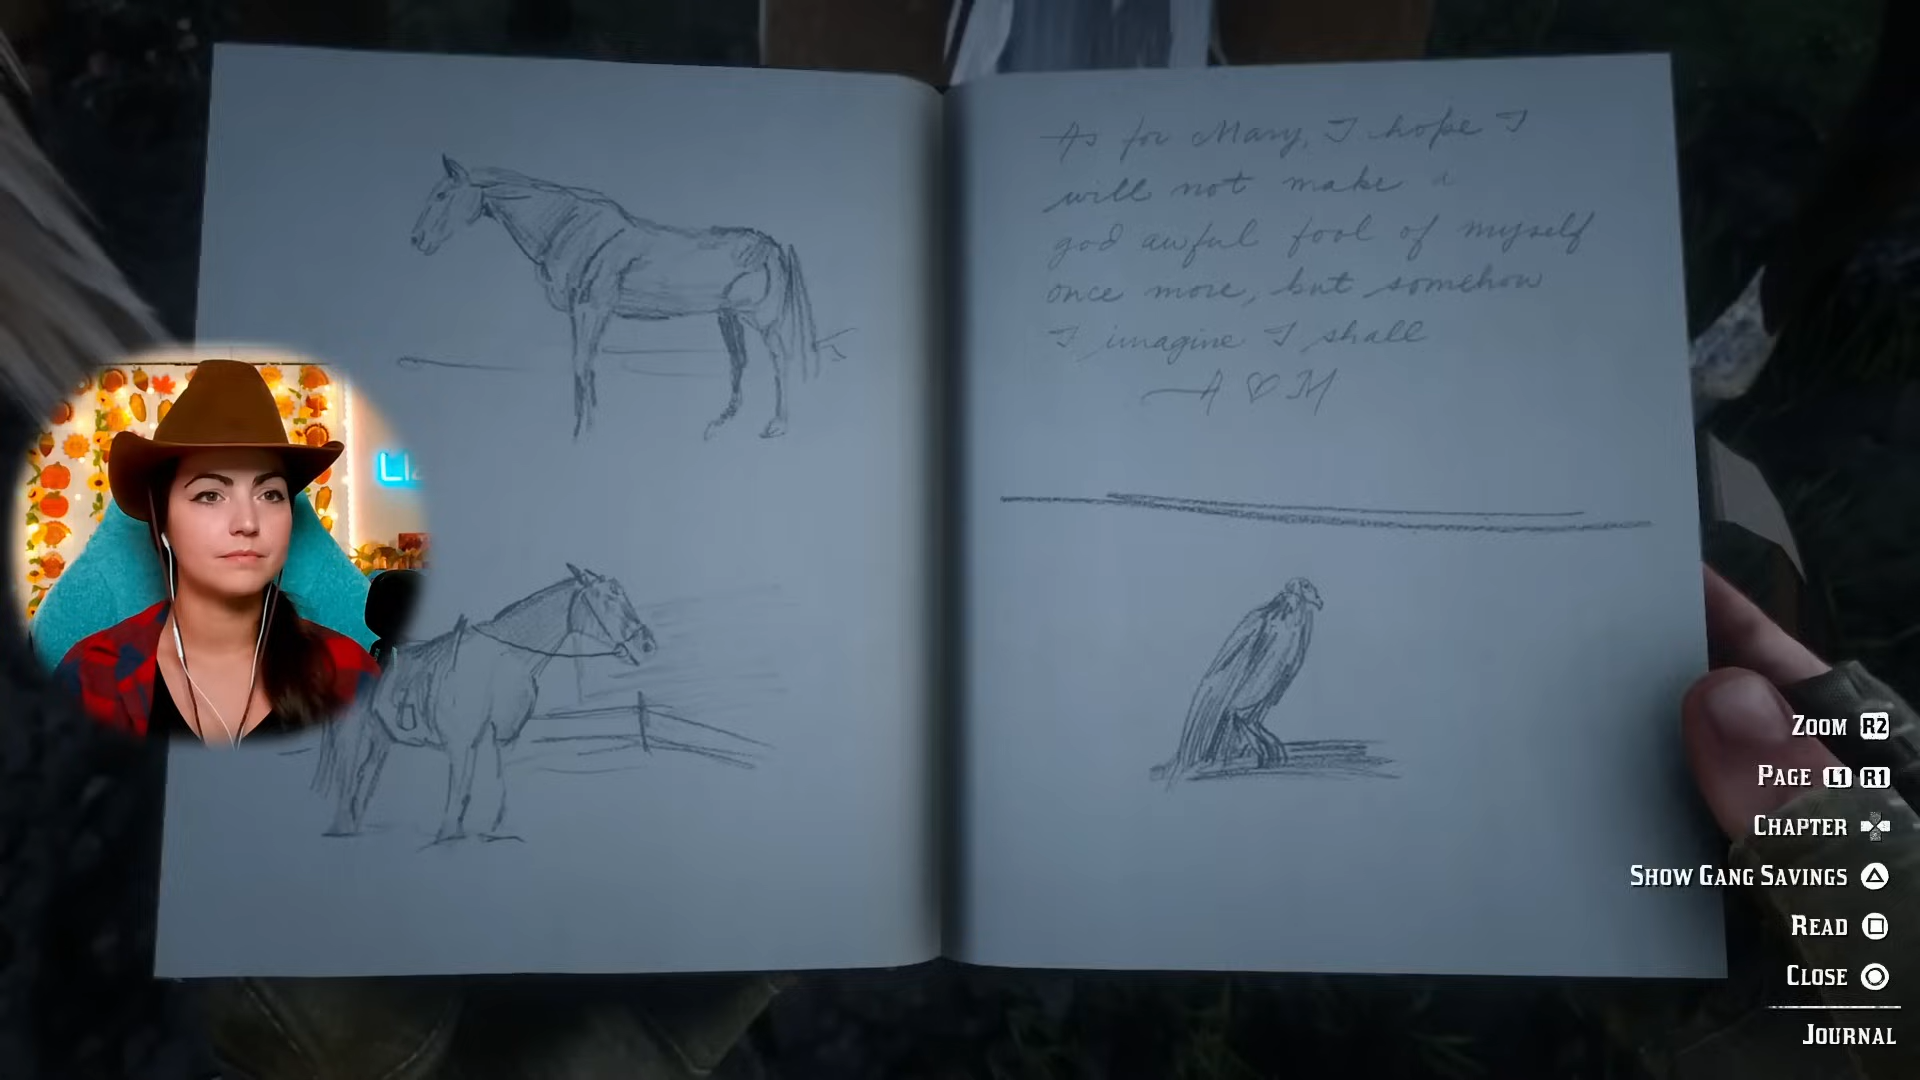 As for Mary, I hope I
will not make a
god awful fool of myself
once more, but somehow
I imagine I shall
—A ♡ M
ZOOM R2
PAGE L1 R1
CHAPTER
SHOW GANG SAVINGS
READ
CLOSE
JOURNAL